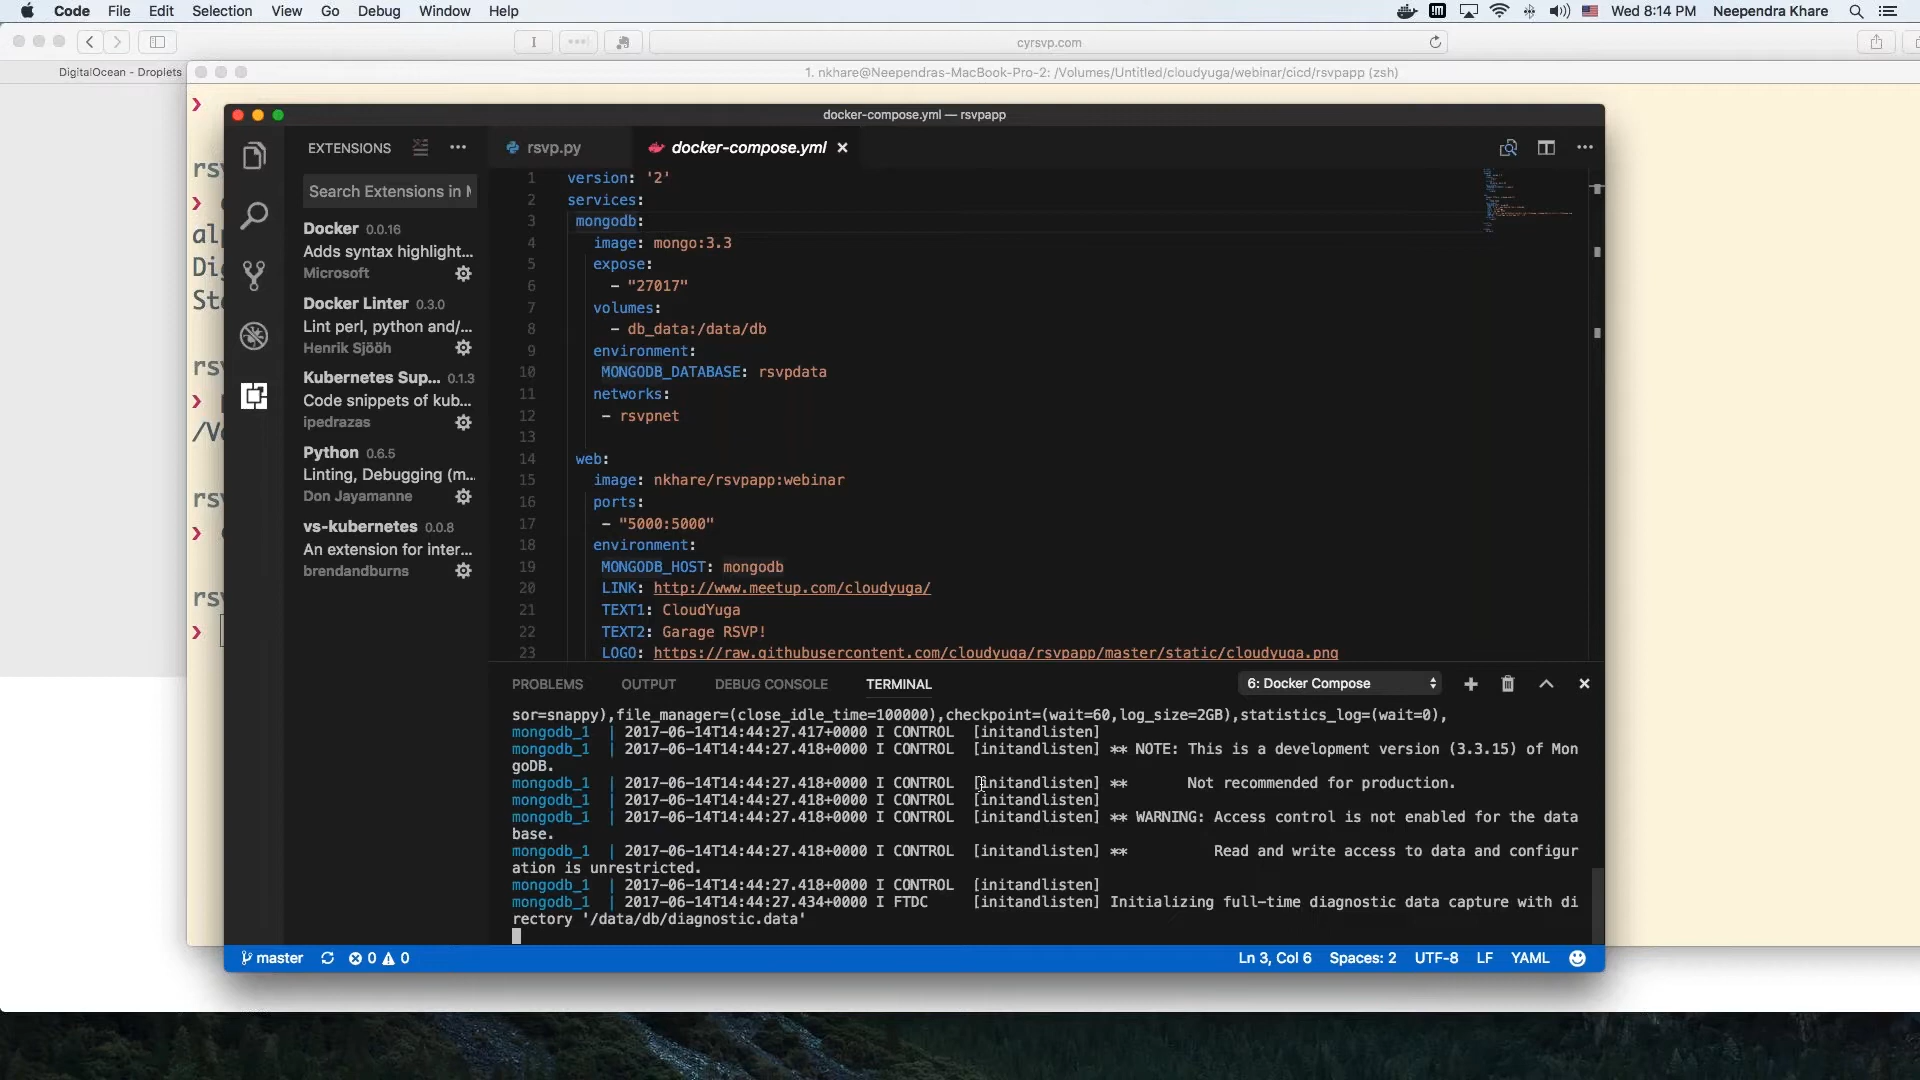 Code File Edit Selection View Go Debug Window Help Wed 8:14 PM Neependra Khare
cyrsvp.com
DigitalOcean - Droplets
1. nkhare@Neependras-MacBook-Pro-2: /Volumes/Untitled/cloudyuga/webinar/cicd/rsvpapp (zsh)
docker-compose.yml — rsvpapp
EXTENSIONS
rsvp.py
docker-compose.yml
Search Extensions in
Docker 0.0.16
Adds syntax highlight...
Microsoft
Docker Linter 0.3.0
Lint perl, python and/...
Henrik Sjööh
Kubernetes Sup... 0.1.3
Code snippets of kub...
ipedrazas
Python 0.6.5
Linting, Debugging (m...
Don Jayamanne
vs-kubernetes 0.0.8
An extension for inter...
brendandburns
1 version: '2'
2 services:
3 mongodb:
4 image: mongo:3.3
5 expose:
6 - "27017"
7 volumes:
8 - db_data:/data/db
9 environment:
10 MONGODB_DATABASE: rsvpdata
11 networks:
12 - rsvpnet
13
14 web:
15 image: nkhare/rsvpapp:webinar
16 ports:
17 - "5000:5000"
18 environment:
19 MONGODB_HOST: mongodb
20 LINK: http://www.meetup.com/cloudyuga/
21 TEXT1: CloudYuga
22 TEXT2: Garage RSVP!
23 LOGO: https://raw.githubusercontent.com/cloudyuga/rsvpapp/master/static/cloudyuga.png
PROBLEMS OUTPUT DEBUG CONSOLE TERMINAL 6: Docker Compose
sor=snappy),file_manager=(close_idle_time=100000),checkpoint=(wait=60,log_size=2GB),statistics_log=(wait=0),
mongodb_1 | 2017-06-14T14:44:27.417+0000 I CONTROL [initandlisten]
mongodb_1 | 2017-06-14T14:44:27.418+0000 I CONTROL [initandlisten] ** NOTE: This is a development version (3.3.15) of Mon
goDB.
mongodb_1 | 2017-06-14T14:44:27.418+0000 I CONTROL [initandlisten] ** Not recommended for production.
mongodb_1 | 2017-06-14T14:44:27.418+0000 I CONTROL [initandlisten]
mongodb_1 | 2017-06-14T14:44:27.418+0000 I CONTROL [initandlisten] ** WARNING: Access control is not enabled for the data
base.
mongodb_1 | 2017-06-14T14:44:27.418+0000 I CONTROL [initandlisten] ** Read and write access to data and configur
ation is unrestricted.
mongodb_1 | 2017-06-14T14:44:27.418+0000 I CONTROL [initandlisten]
mongodb_1 | 2017-06-14T14:44:27.434+0000 I FTDC [initandlisten] Initializing full-time diagnostic data capture with di
rectory '/data/db/diagnostic.data'
master 0 0 Ln 3, Col 6 Spaces: 2 UTF-8 LF YAML